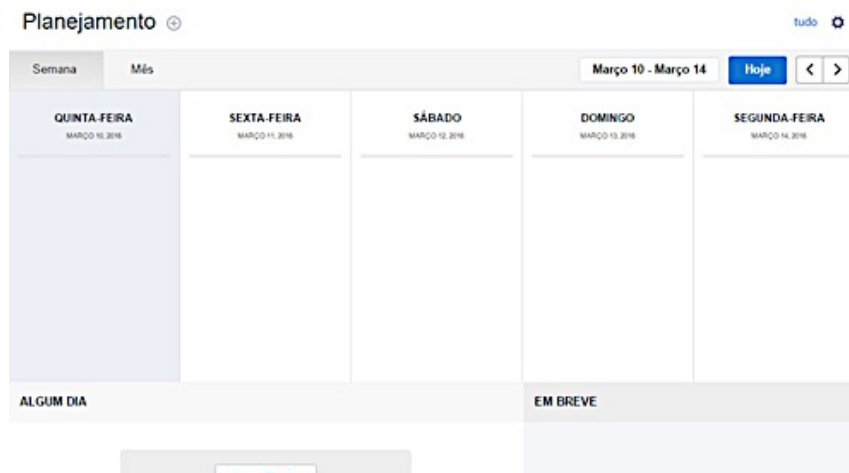 Planejamento
tudo
Semana Mês Março 10 - März 14 Hoje
QUINTA-FEIRA SEXTA-FEIRA SÁBADO DOMINGO SEGUNDA-FEIRA
MARÇO 10, 2016 MARÇO 11, 2016 MARÇO 12, 2016 MARÇO 13, 2016 MARÇO 14, 2016
ALGUM DIA EM BREVE